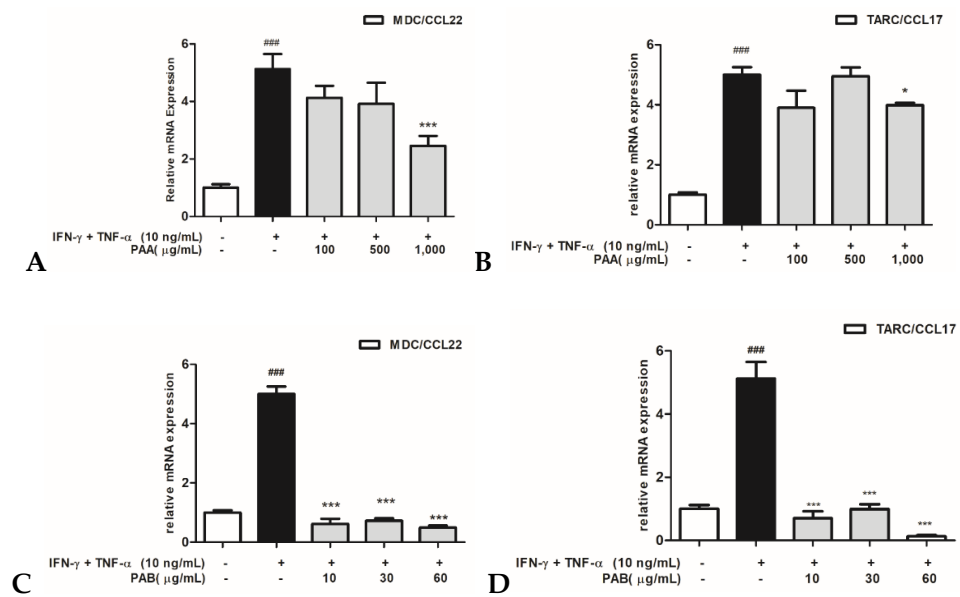 MDC/CCL22
Relative mRNA Expression
6
4
2
0
###
***
IFN-γ + TNF-α (10 ng/mL) - + + + +
PAA( μg/mL) - - 100 500 1,000
A
TARC/CCL17
relative mRNA expression
6
4
2
0
###
*
IFN-γ + TNF-α (10 ng/mL) - + + + +
PAA( μg/mL) - - 100 500 1,000
B
MDC/CCL22
relative mRNA expression
6
4
2
0
###
*** *** ***
IFN-γ + TNF-α (10 ng/mL) - + + + +
PAB( μg/mL) - - 10 30 60
C
TARC/CCL17
relative mRNA expression
6
4
2
0
###
*** *** ***
IFN-γ + TNF-α (10 ng/mL) - + + + +
PAB( μg/mL) - - 10 30 60
D